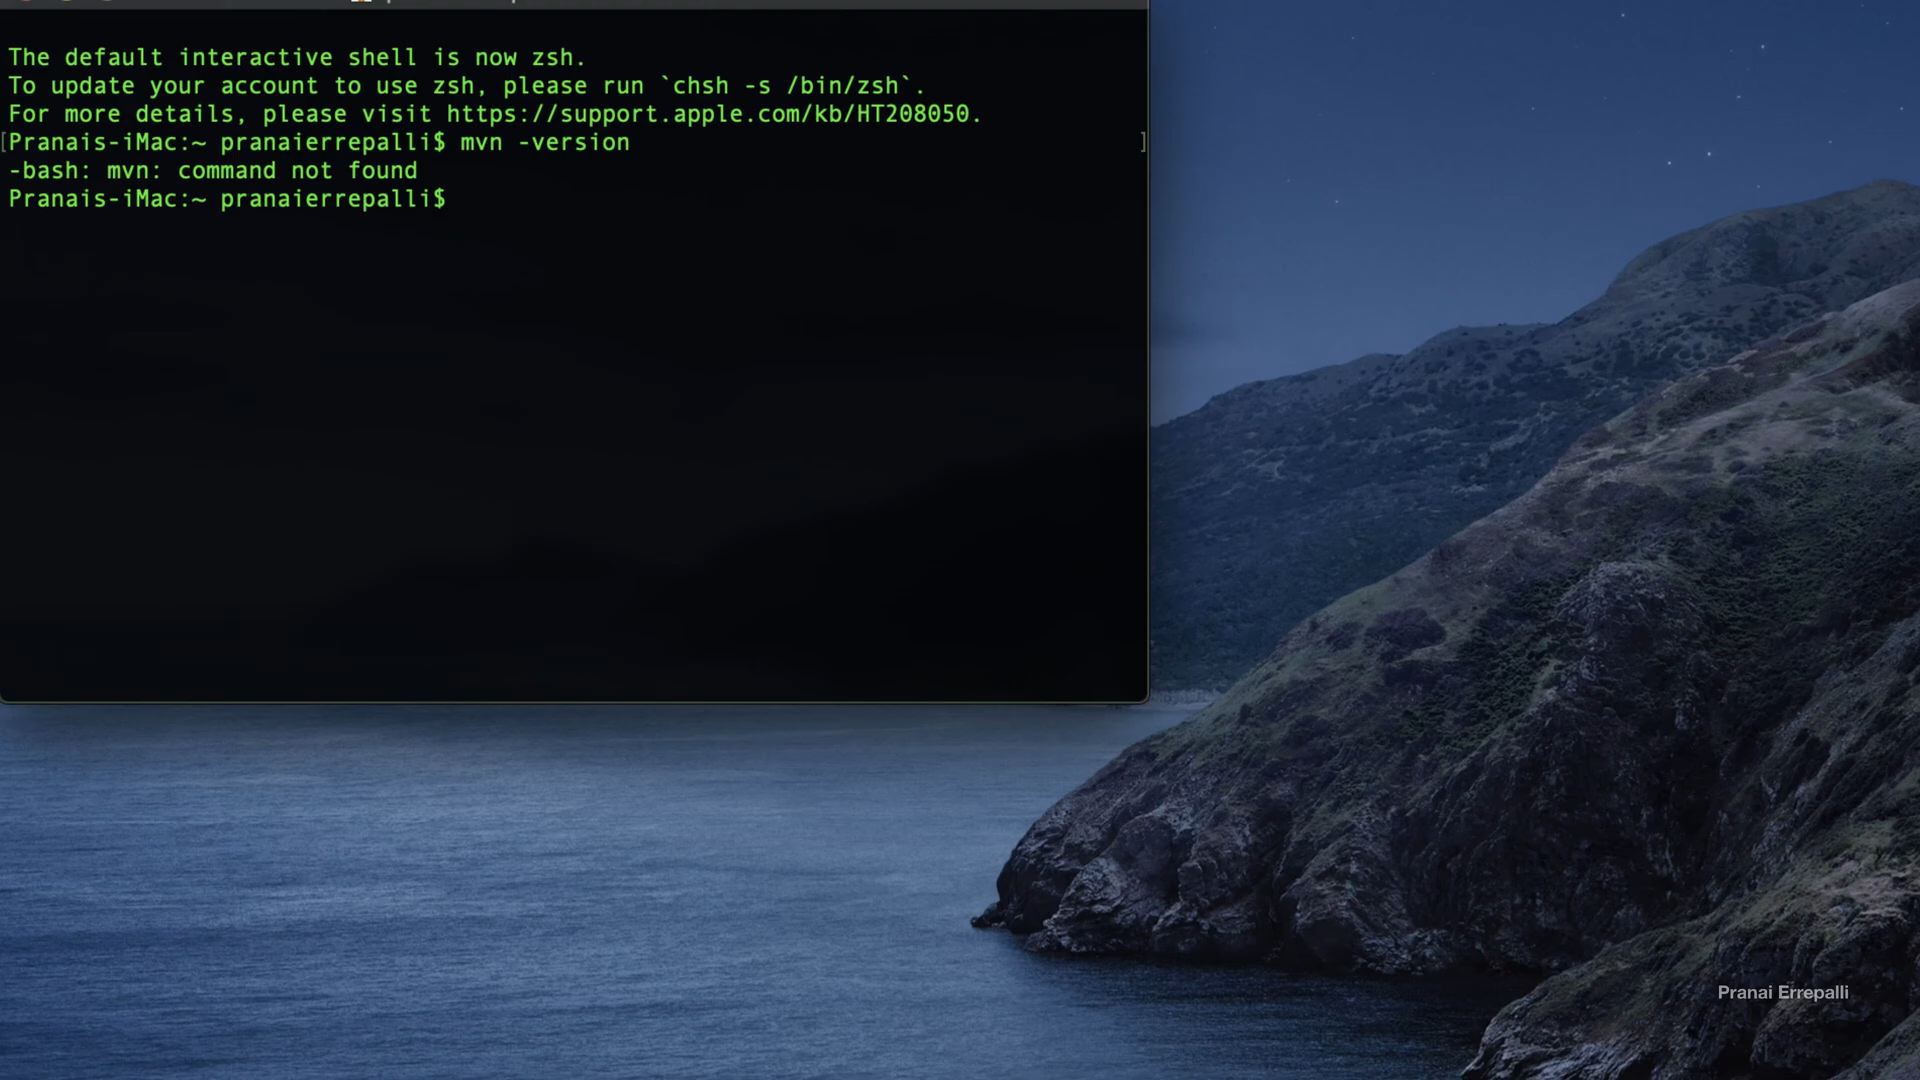 The default interactive shell is now zsh.
To update your account to use zsh, please run `chsh -s /bin/zsh`.
For more details, please visit https://support.apple.com/kb/HT208050.
[Pranais-iMac:~ pranaierrepalli$ mvn -version ]
-bash: mvn: command not found
Pranais-iMac:~ pranaierrepalli$
Pranai Errepalli